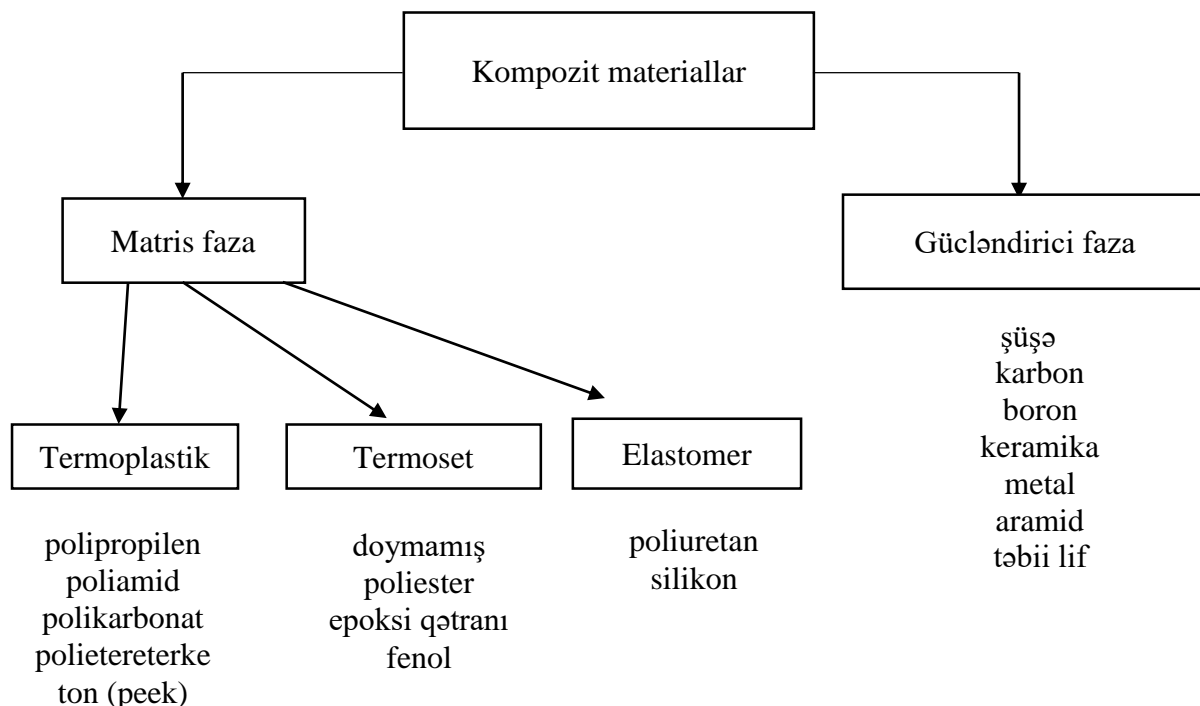 Kompozit materiallar
Matris faza
Gücləndirici faza
Termoplastik
Termoset
Elastomer
polipropilen
poliamid
polikarbonat
polietereterke
ton (peek)
doymamış
poliester
epoksi qətranı
fenol
poliuretan
silikon
şüşə
karbon
boron
keramika
metal
aramid
təbii lif